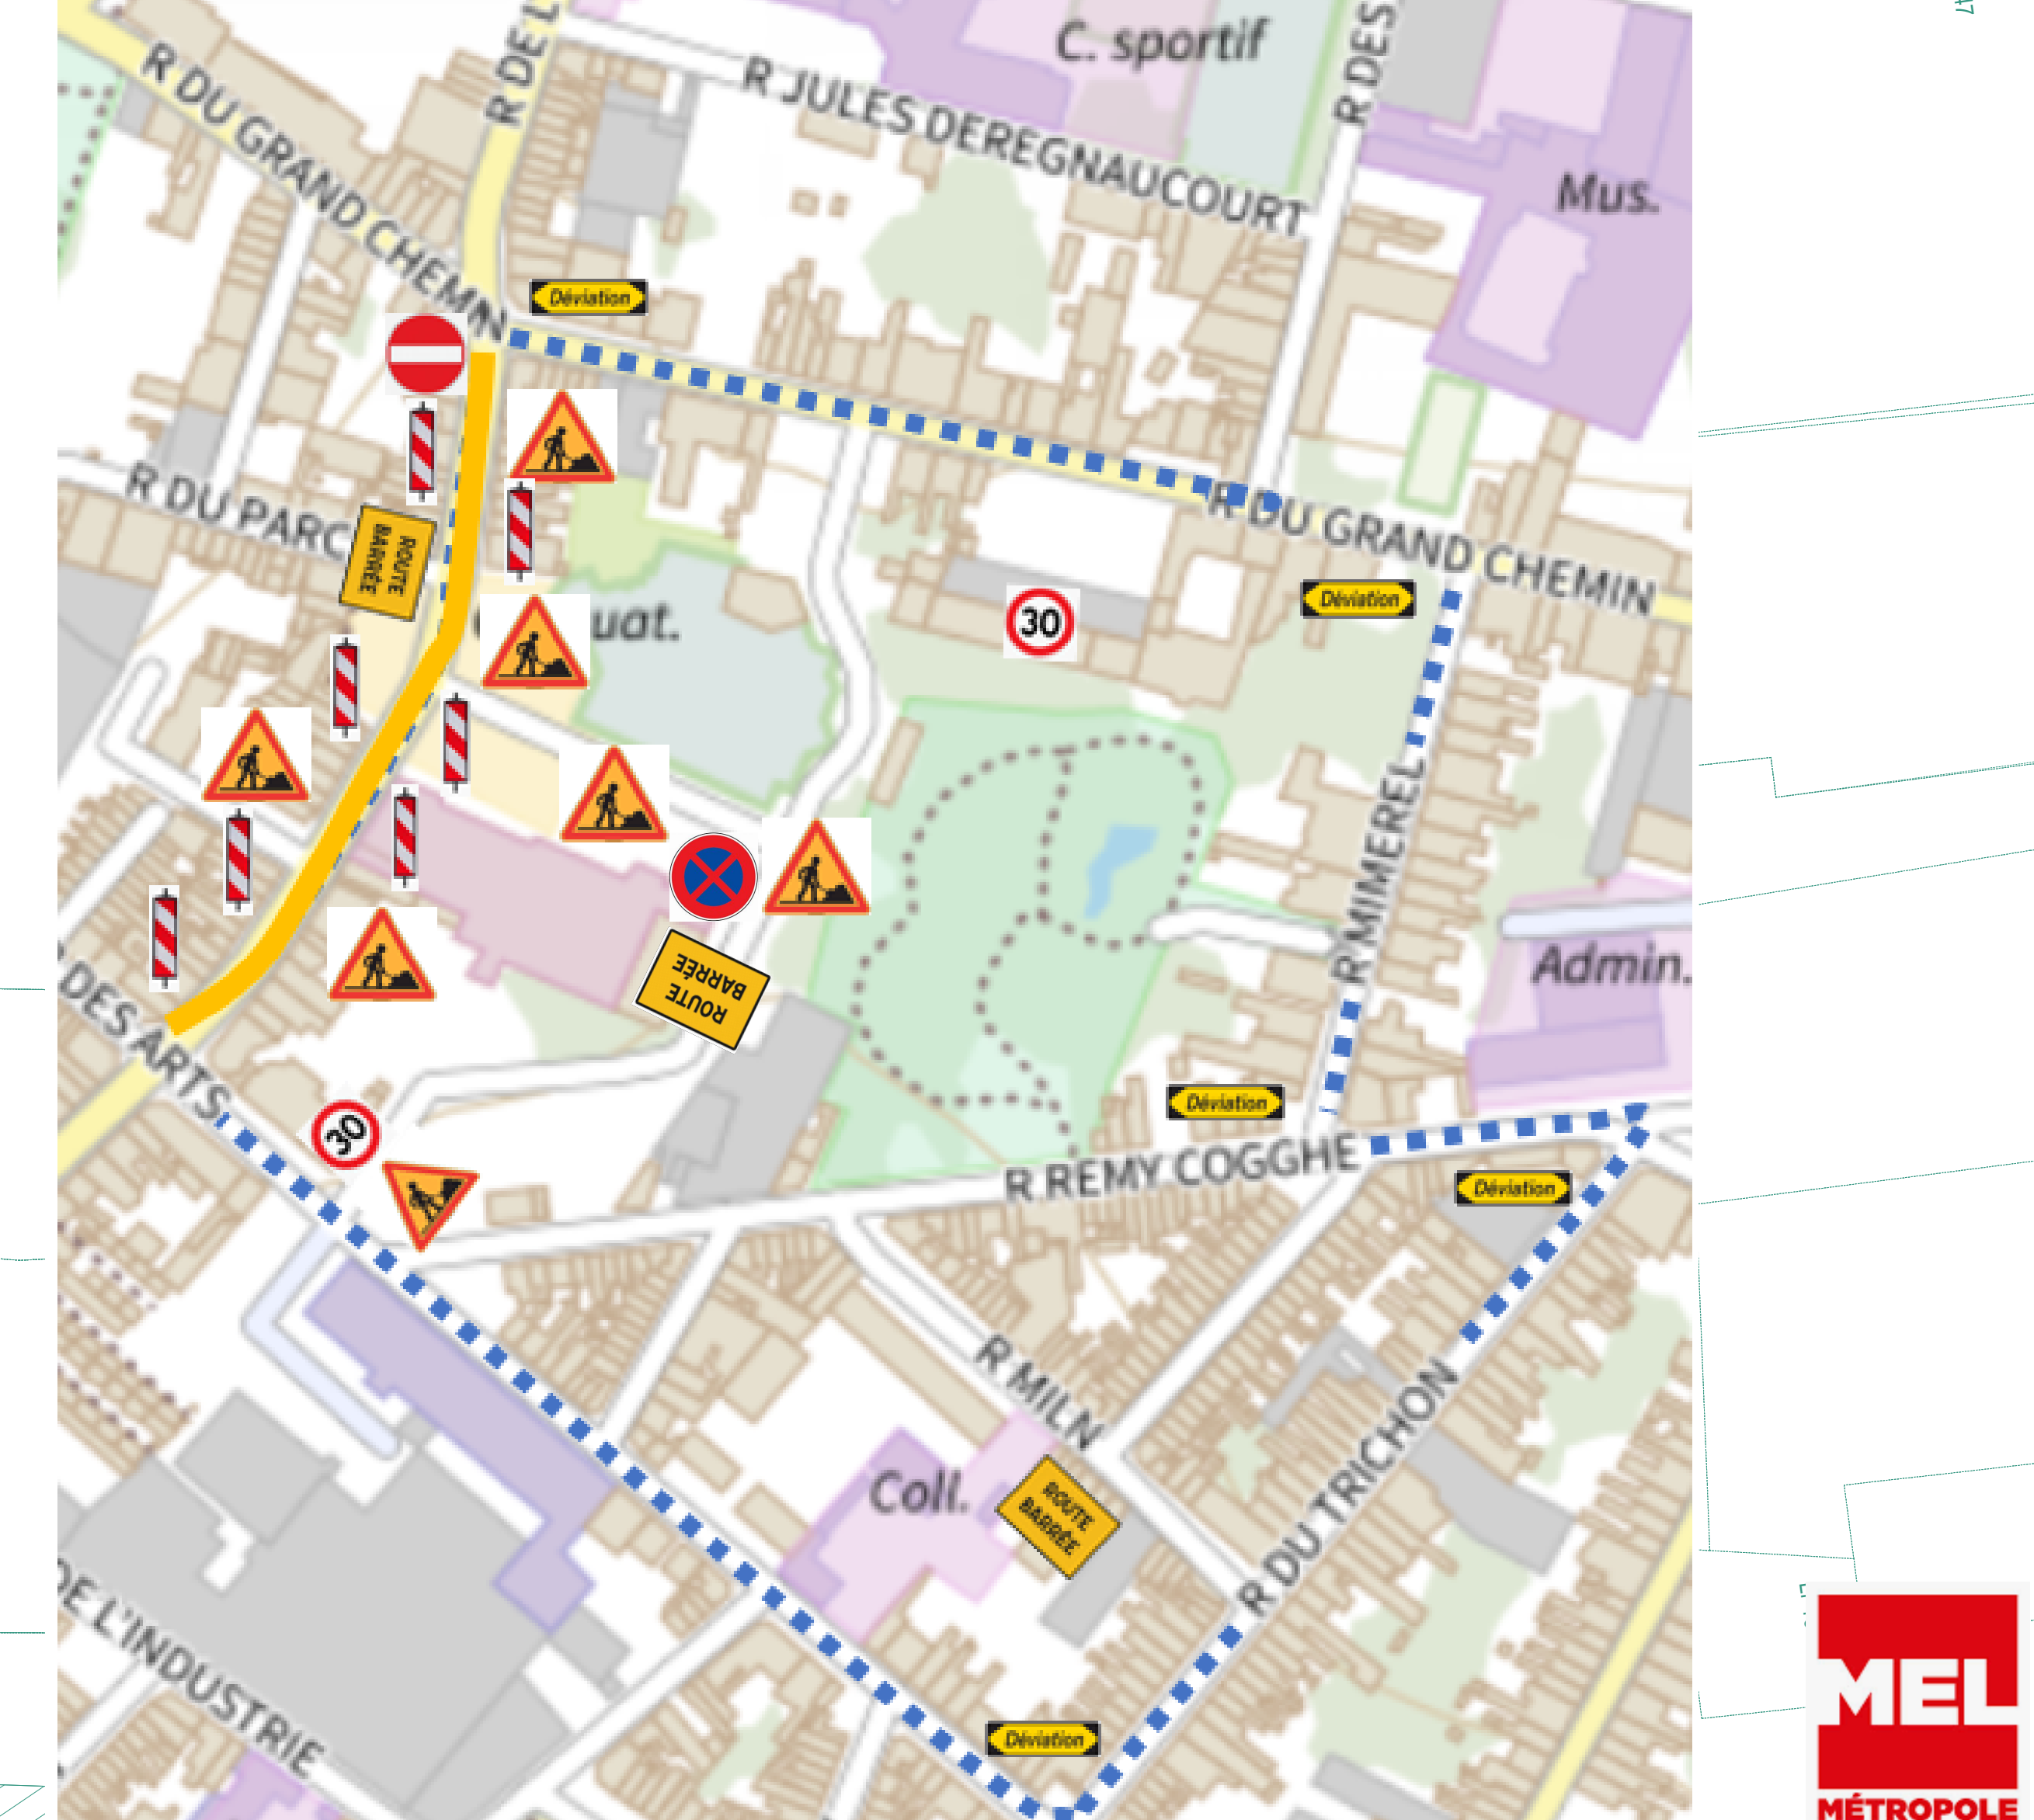 R DU GRAND CHEMIN
R DE L
R JULES DEREGNAUCOURT
C. sportif
R DES
Mus.
Déviation
R DU PARC
ROUTE
BARRÉE
uat.
30
R DU GRAND CHEMIN
Déviation
R MIMEREL
Admin.
ROUTE
BARRÉE
DES ARTS
30
Déviation
R REMY COGGHE
Déviation
R MILN
Coll.
ROUTE
BARRÉE
R DU TRICHON
DE L'INDUSTRIE
Déviation
MEL
MÉTROPOLE